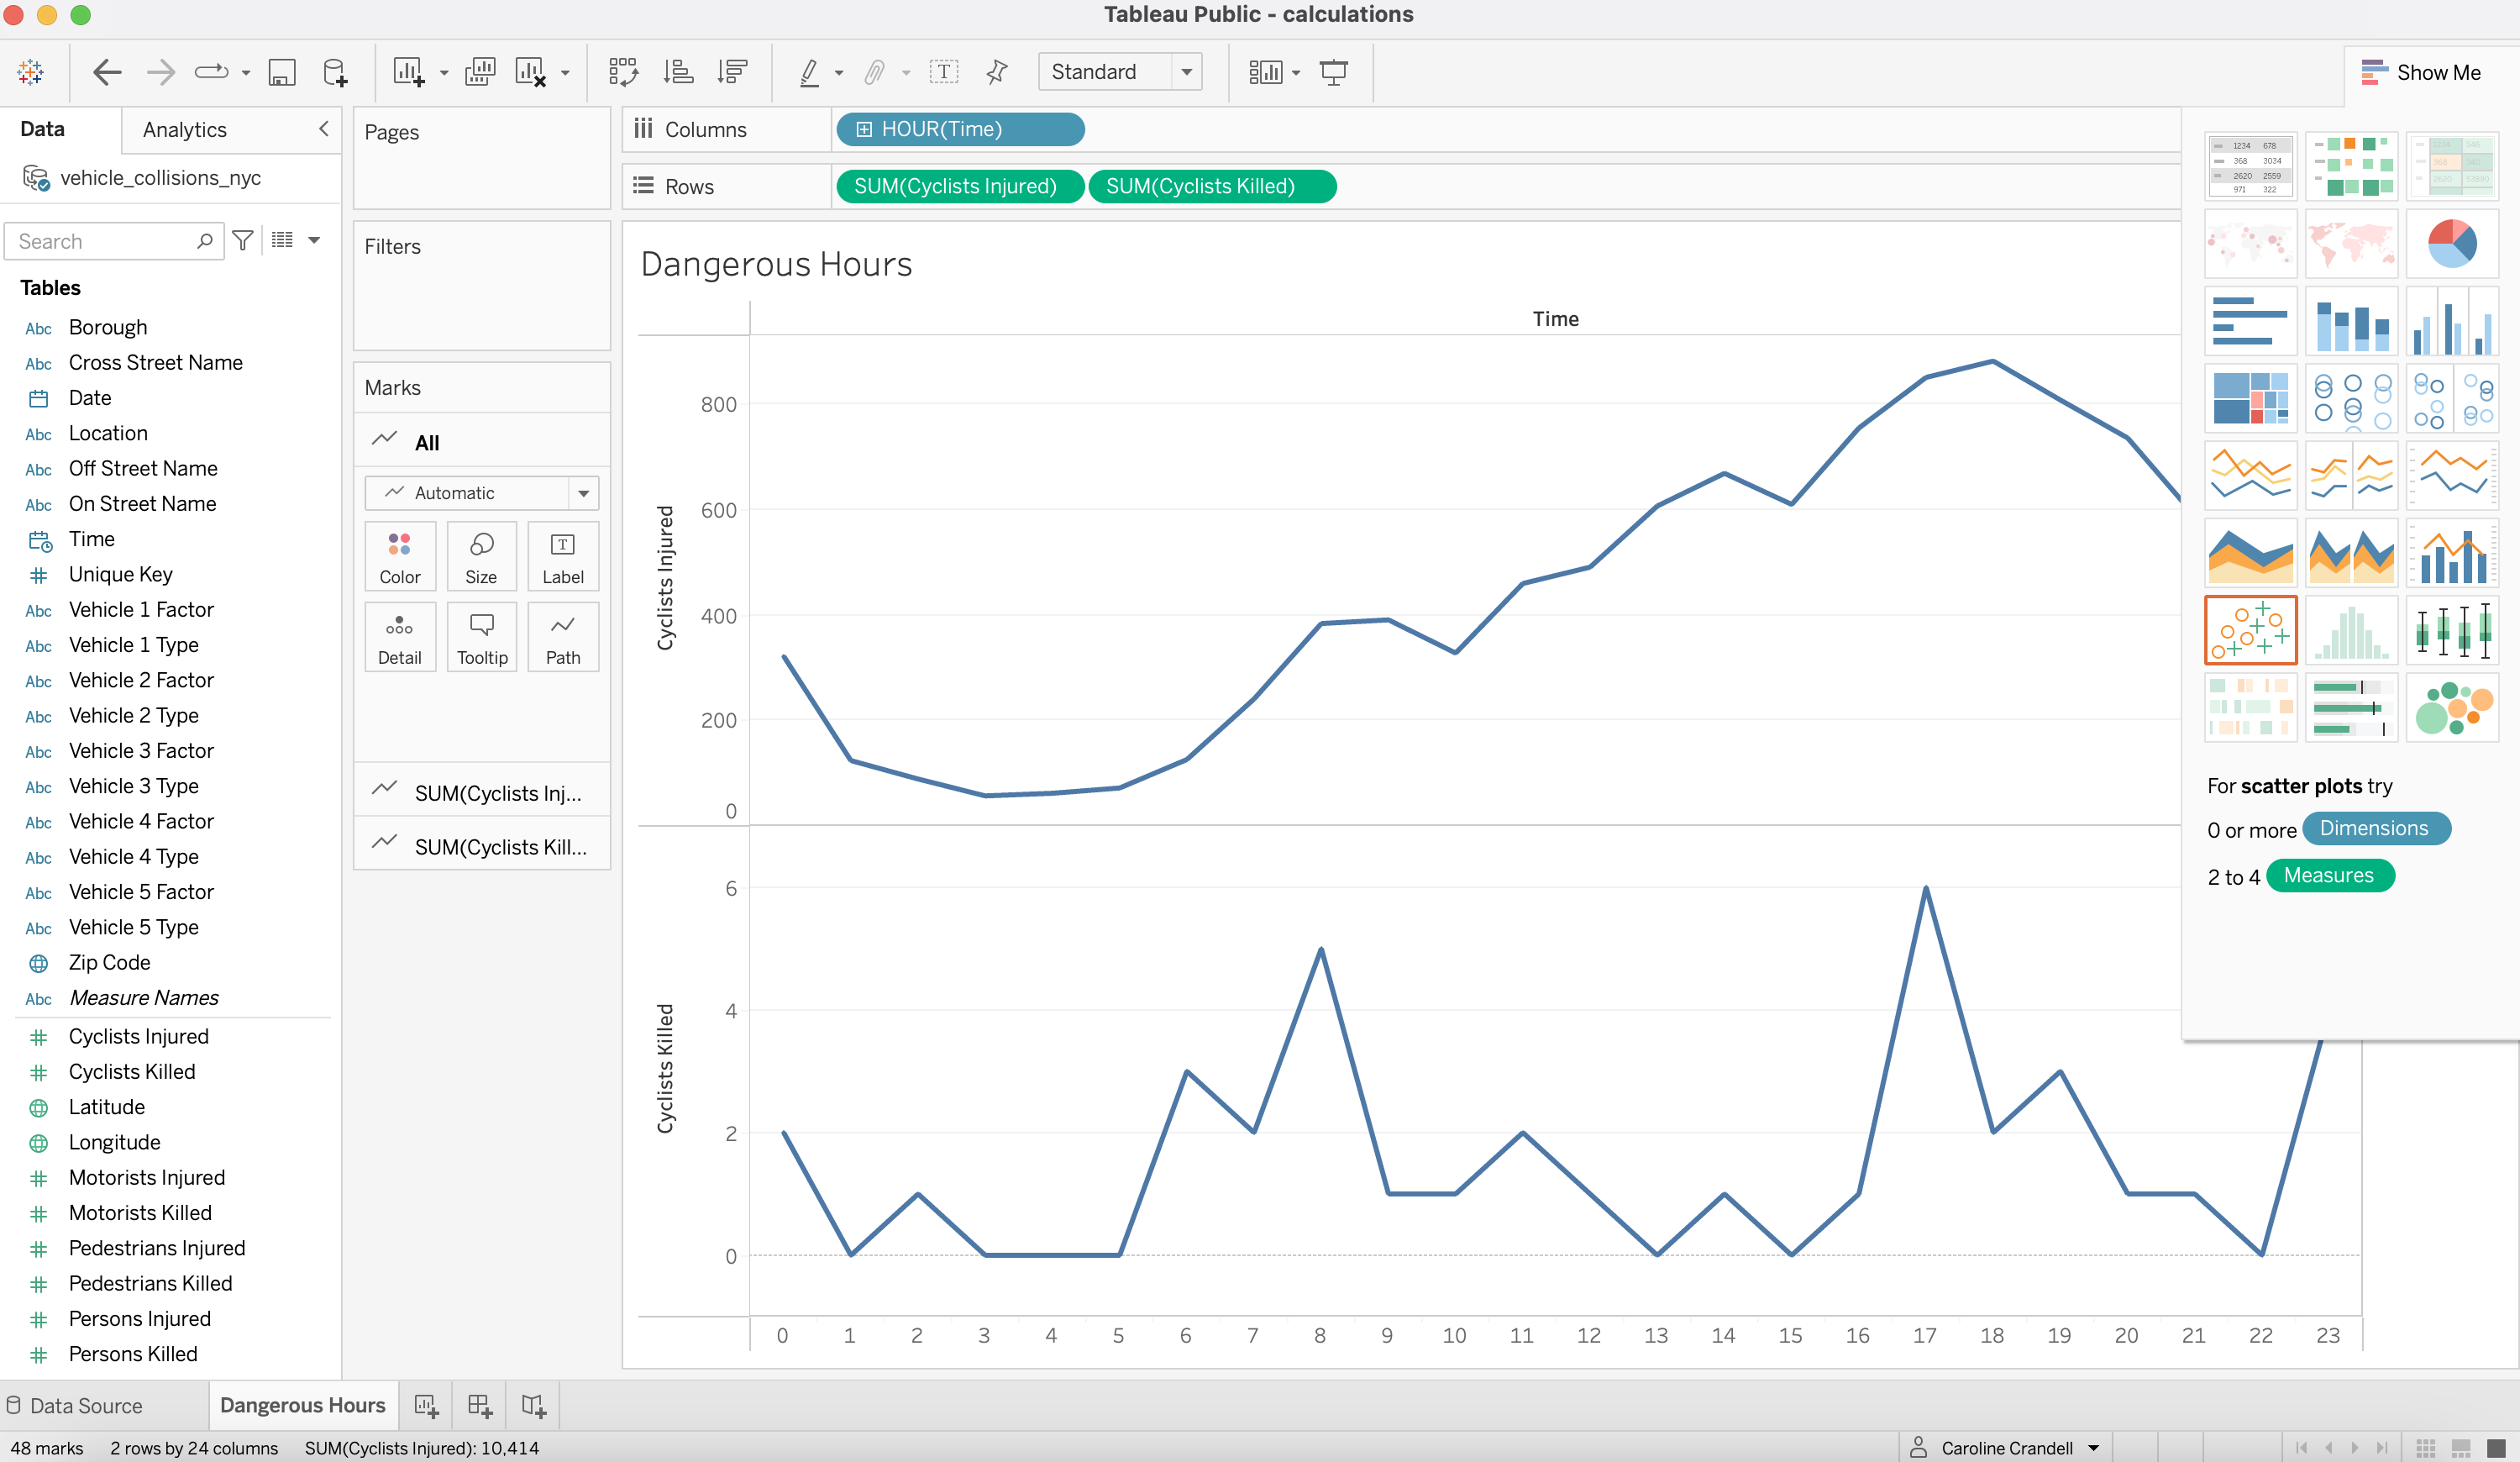 Tableau Public - calculations
Standard
Show Me
Data
Analytics
vehicle_collisions_nyc
Search
Tables
Abc Borough
Abc Cross Street Name
Date
Abc Location
Abc Off Street Name
Abc On Street Name
Time
Unique Key
Abc Vehicle 1 Factor
Abc Vehicle 1 Type
Abc Vehicle 2 Factor
Abc Vehicle 2 Type
Abc Vehicle 3 Factor
Abc Vehicle 3 Type
Abc Vehicle 4 Factor
Abc Vehicle 4 Type
Abc Vehicle 5 Factor
Abc Vehicle 5 Type
Zip Code
Abc Measure Names
Cyclists Injured
Cyclists Killed
Latitude
Longitude
Motorists Injured
Motorists Killed
Pedestrians Injured
Pedestrians Killed
Persons Injured
Persons Killed
Pages
Filters
Marks
All
Automatic
Color Size Label
Detail Tooltip Path
SUM(Cyclists Inj...
SUM(Cyclists Kill...
Columns HOUR(Time)
Rows SUM(Cyclists Injured) SUM(Cyclists Killed)
Dangerous Hours
Time
Cyclists Injured
800
600
400
200
0
Cyclists Killed
6
4
2
0
0 1 2 3 4 5 6 7 8 9 10 11 12 13 14 15 16 17 18 19 20 21 22 23
1234 678
368 3034
2620 2559
971 322
For scatter plots try
0 or more Dimensions
2 to 4 Measures
Data Source
Dangerous Hours
48 marks 2 rows by 24 columns SUM(Cyclists Injured): 10,414
Caroline Crandell